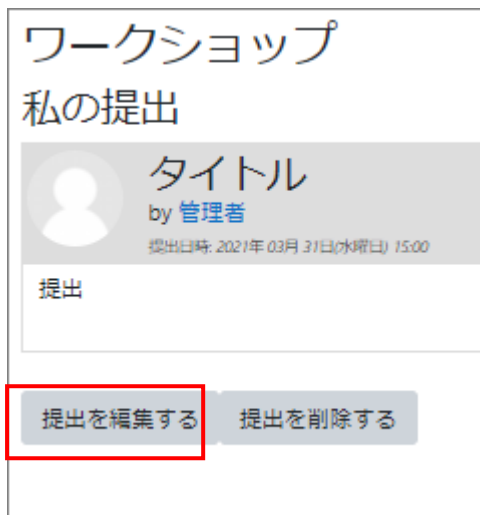 ワークショップ
私の提出
タイトル
by 管理者
提出日時: 2021年 03月 31日(水曜日) 15:00
提出
提出を編集する 提出を削除する